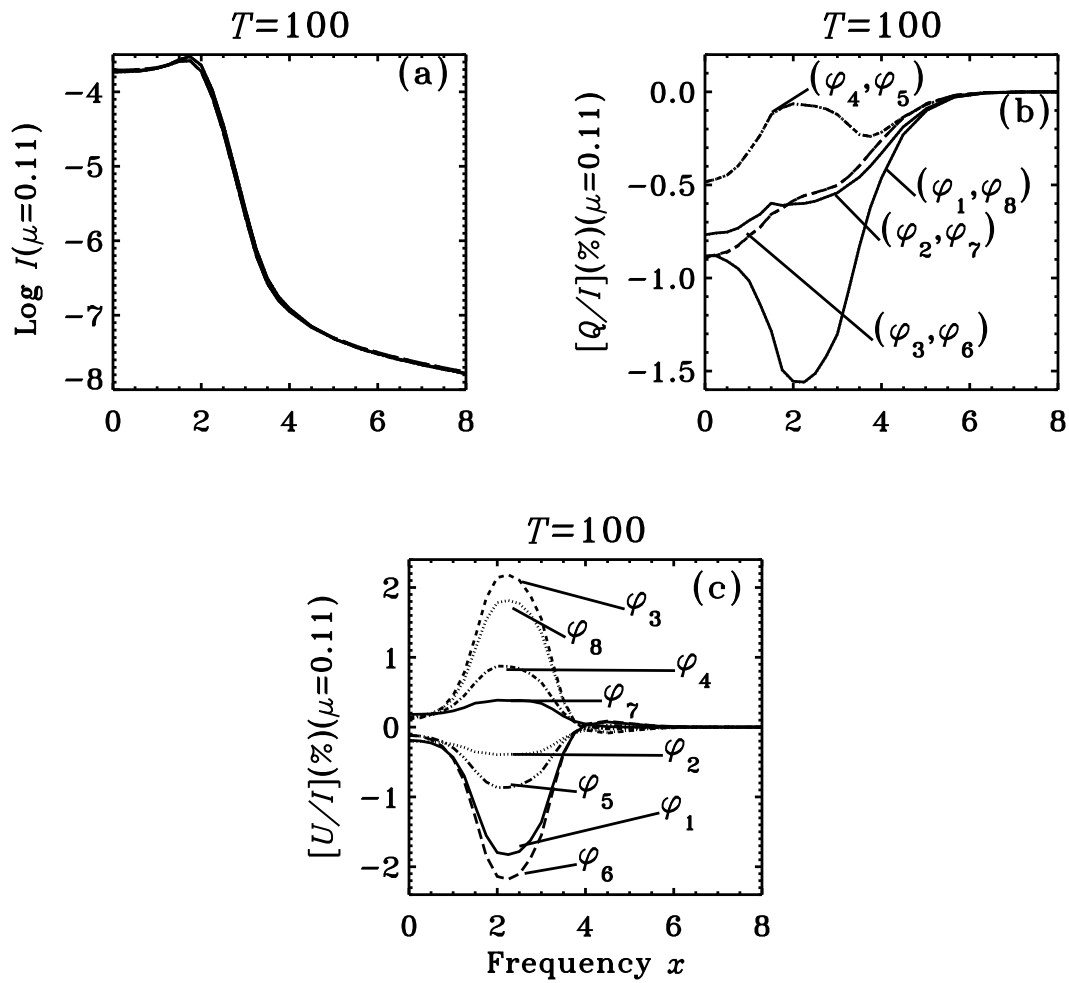 T=100
(a)
Log I(μ=0.11)
−4
−5
−6
−7
−8
0 2 4 6 8
T=100
(b)
[Q/I](%)(μ=0.11)
0.0
−0.5
−1.0
−1.5
(φ₄,φ₅)
(φ₁,φ₈)
(φ₂,φ₇)
(φ₃,φ₆)
0 2 4 6 8
T=100
(c)
[U/I](%)(μ=0.11)
2
1
0
−1
−2
φ₃
φ₈
φ₄
φ₇
φ₂
φ₅
φ₁
φ₆
0 2 4 6 8
Frequency x